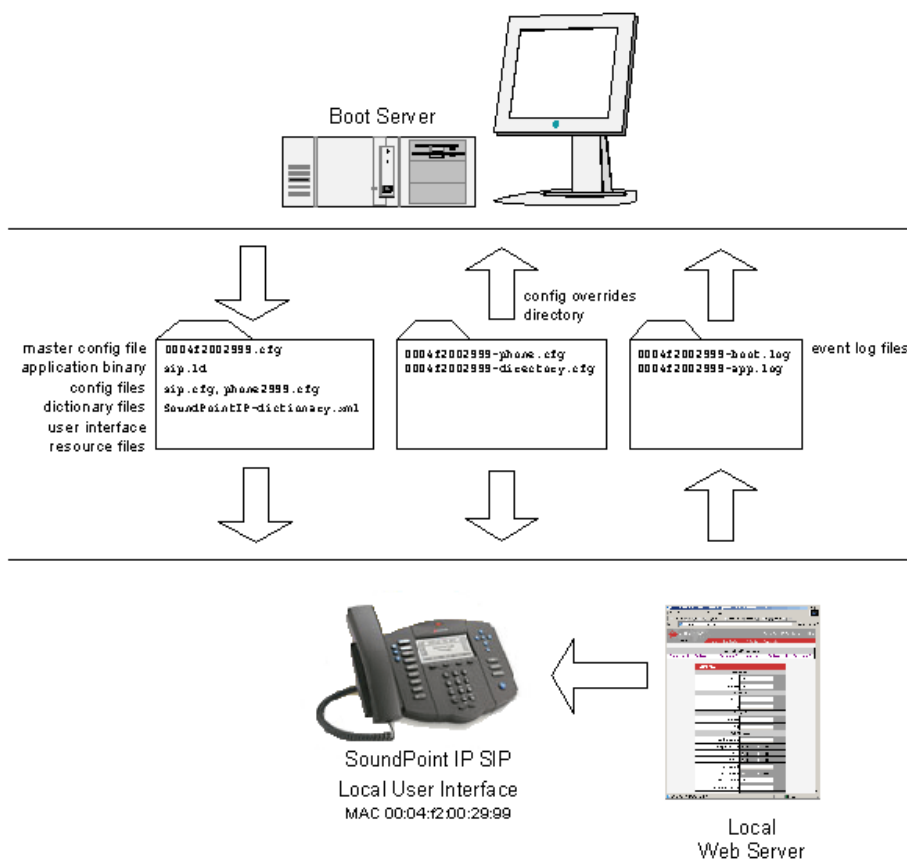 Boot Server
config overrides
directory
master config file
application binary
config files
dictionary files
user interface
resource files
0004f2002999.cfg
sip.ld
sip.cfg, phone2999.cfg
SoundPointIP-dictionary.xml
0004f2002999-phone.cfg
0004f2002999-directory.cfg
0004f2002999-boot.log
0004f2002999-app.log
event log files
SoundPoint IP SIP
Local User Interface
MAC 00:04:f2:00:29:99
Local
Web Server